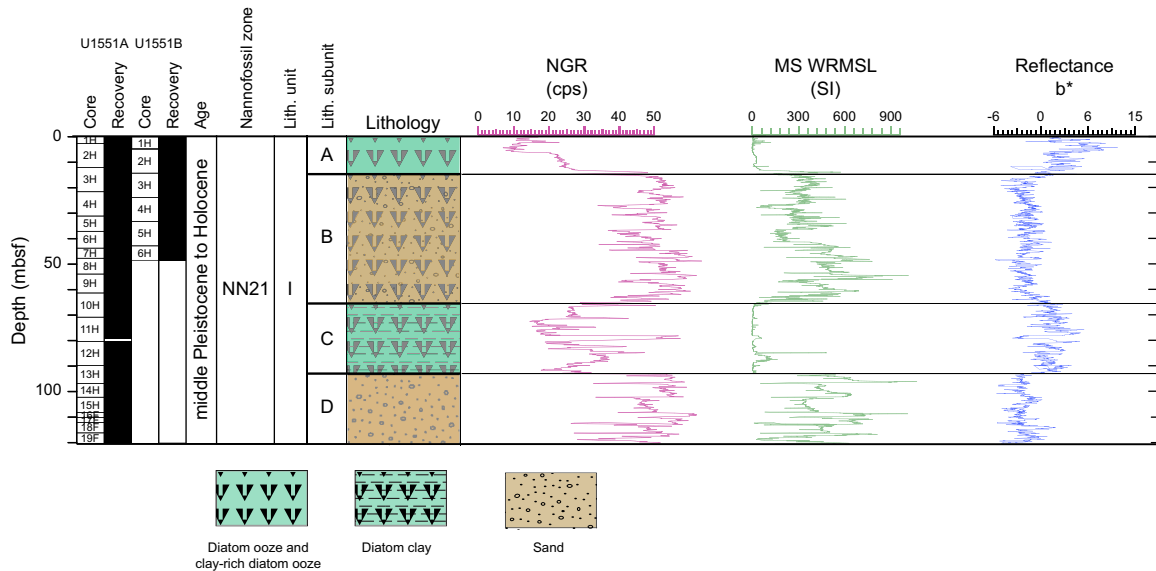 U1551A U1551B
Core
Recovery
Core
Recovery
Age
Nannofossil zone
Lith. unit
Lith. subunit
Lithology
NGR
(cps)
MS WRMSL
(SI)
Reflectance
b*
0 10 20 30 40 50
0 300 600 900
-6 0 6 15
Depth (mbsf)
0
50
100
1H
2H
3H
4H
5H
6H
7H
8H
9H
10H
11H
12H
13H
14H
15H
18F
19F
1H
2H
3H
4H
5H
6H
middle Pleistocene to Holocene
NN21
I
A
B
C
D
Diatom ooze and
clay-rich diatom ooze
Diatom clay
Sand